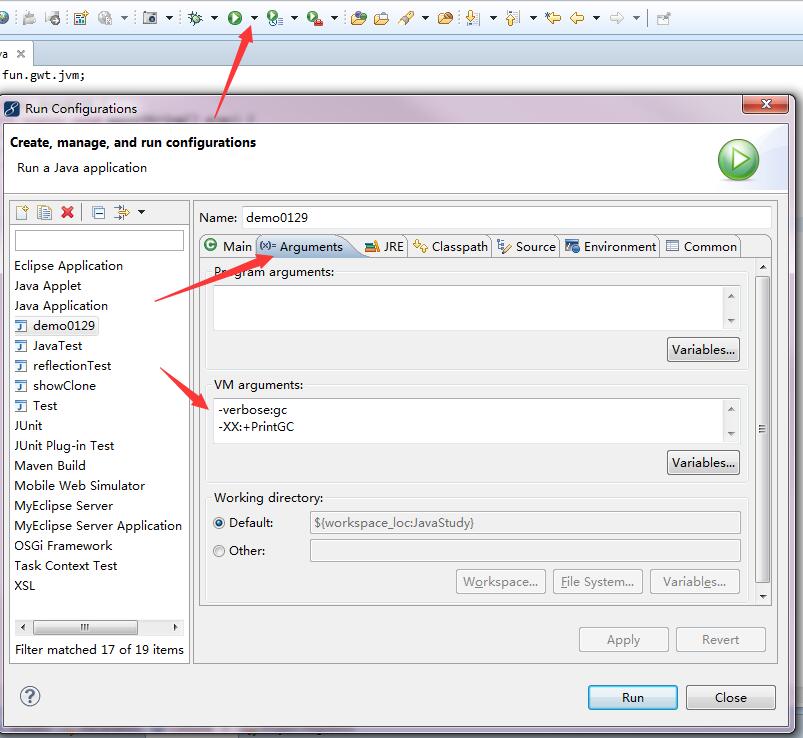 va
fun.gwt.jvm;
Run Configurations
Create, manage, and run configurations
Run a Java application
Name: demo0129
Main (x)= Arguments JRE Classpath Source Environment Common
Eclipse Application
Java Applet
Java Application
demo0129
JavaTest
reflectionTest
showClone
Test
JUnit
JUnit Plug-in Test
Maven Build
Mobile Web Simulator
MyEclipse Server
MyEclipse Server Application
OSGi Framework
Task Context Test
XSL
Filter matched 17 of 19 items
Program arguments:
Variables...
VM arguments:
-verbose:gc
-XX:+PrintGC
Variables...
Working directory:
Default: ${workspace_loc:JavaStudy}
Other:
Workspace... File System... Variables...
Apply Revert
Run Close